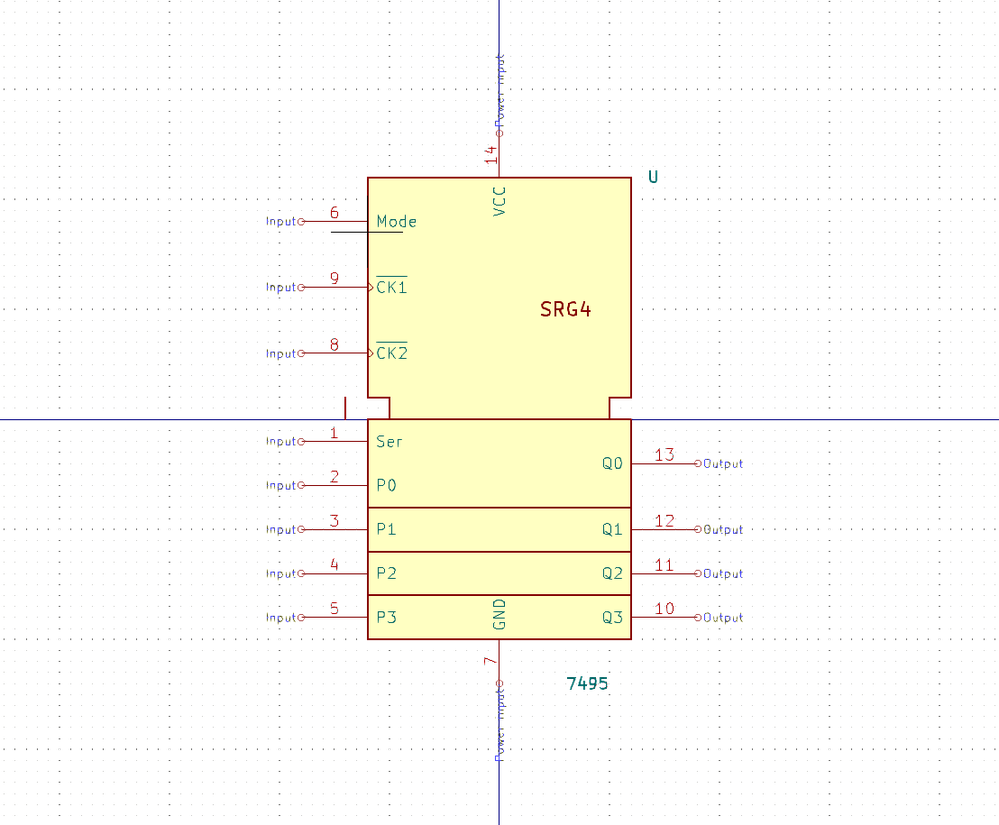 Power input
14
U
VCC
Input 6 Mode
Input 9 CK1
SRG4
Input 8 CK2
Input 1 Ser
Q0 13 Output
Input 2 P0
Input 3 P1 Q1 12 Output
Input 4 P2 Q2 11 Output
Input 5 P3 GND Q3 10 Output
7
7495
Power input